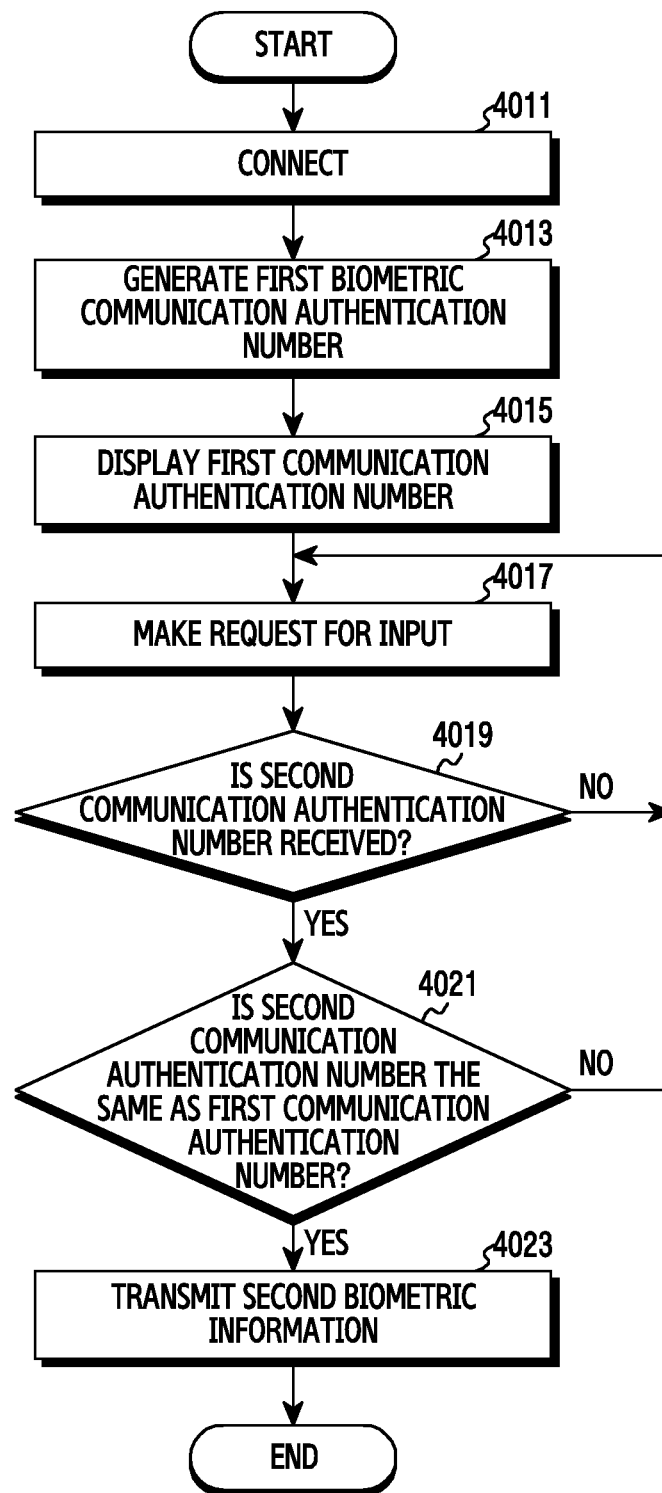 START
4011
CONNECT
4013
GENERATE FIRST BIOMETRIC
COMMUNICATION AUTHENTICATION
NUMBER
4015
DISPLAY FIRST COMMUNICATION
AUTHENTICATION NUMBER
4017
MAKE REQUEST FOR INPUT
4019
IS SECOND
COMMUNICATION AUTHENTICATION
NUMBER RECEIVED?
NO
YES
4021
IS SECOND
COMMUNICATION
AUTHENTICATION NUMBER THE
SAME AS FIRST COMMUNICATION
AUTHENTICATION
NUMBER?
NO
YES
4023
TRANSMIT SECOND BIOMETRIC
INFORMATION
END